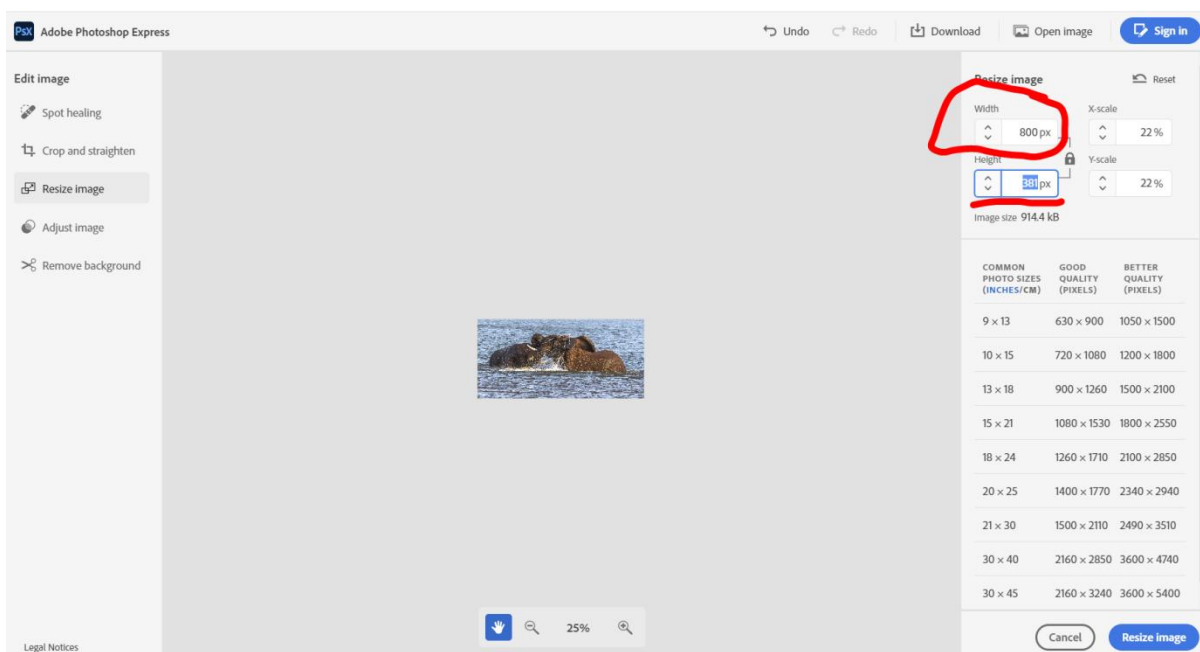 PsX Adobe Photoshop Express
Undo Redo Download Open image Sign in
Edit image
Spot healing
Crop and straighten
Resize image
Adjust image
Remove background
Legal Notices
25%
Resize image Reset
Width X-scale
800 px 22 %
Height Y-scale
381 px 22 %
Image size 914.4 kB
COMMON PHOTO SIZES (INCHES/CM) GOOD QUALITY (PIXELS) BETTER QUALITY (PIXELS)
9 × 13 630 × 900 1050 × 1500
10 × 15 720 × 1080 1200 × 1800
13 × 18 900 × 1260 1500 × 2100
15 × 21 1080 × 1530 1800 × 2550
18 × 24 1260 × 1710 2100 × 2850
20 × 25 1400 × 1770 2340 × 2940
21 × 30 1500 × 2110 2490 × 3510
30 × 40 2160 × 2850 3600 × 4740
30 × 45 2160 × 3240 3600 × 5400
Cancel Resize image